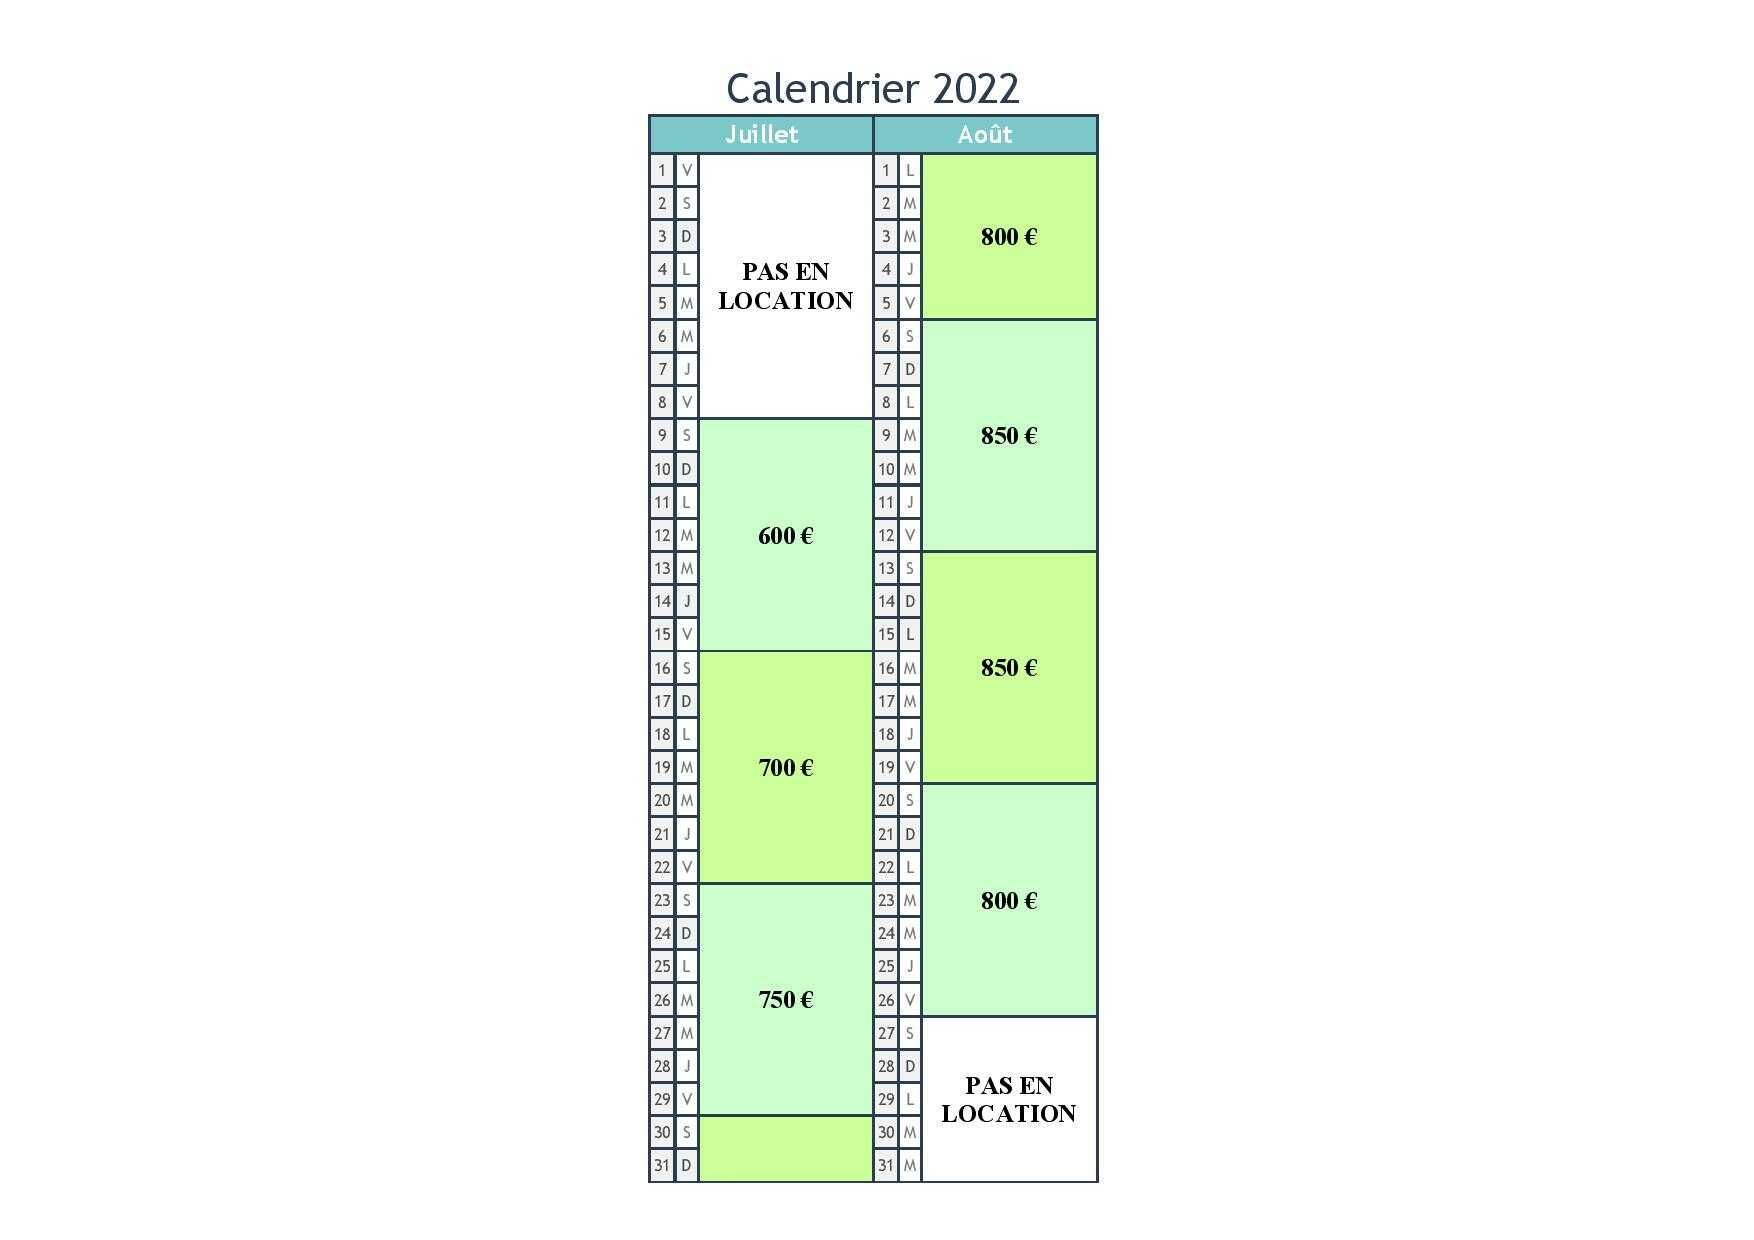 Calendrier 2022
Juillet Août
1 V 1 L
2 S 2 M
3 D 3 M 800 €
4 L PAS EN 4 J
5 M LOCATION 5 V
6 M 6 S
7 J 7 D
8 V 8 L
9 S 9 M 850 €
10 D 10 M
11 L 11 J
12 M 600 € 12 V
13 M 13 S
14 J 14 D
15 V 15 L
16 S 16 M 850 €
17 D 17 M
18 L 18 J
19 M 700 € 19 V
20 M 20 S
21 J 21 D
22 V 22 L
23 S 23 M 800 €
24 D 24 M
25 L 25 J
26 M 750 € 26 V
27 M 27 S
28 J 28 D PAS EN
29 V 29 L LOCATION
30 S 30 M
31 D 31 M